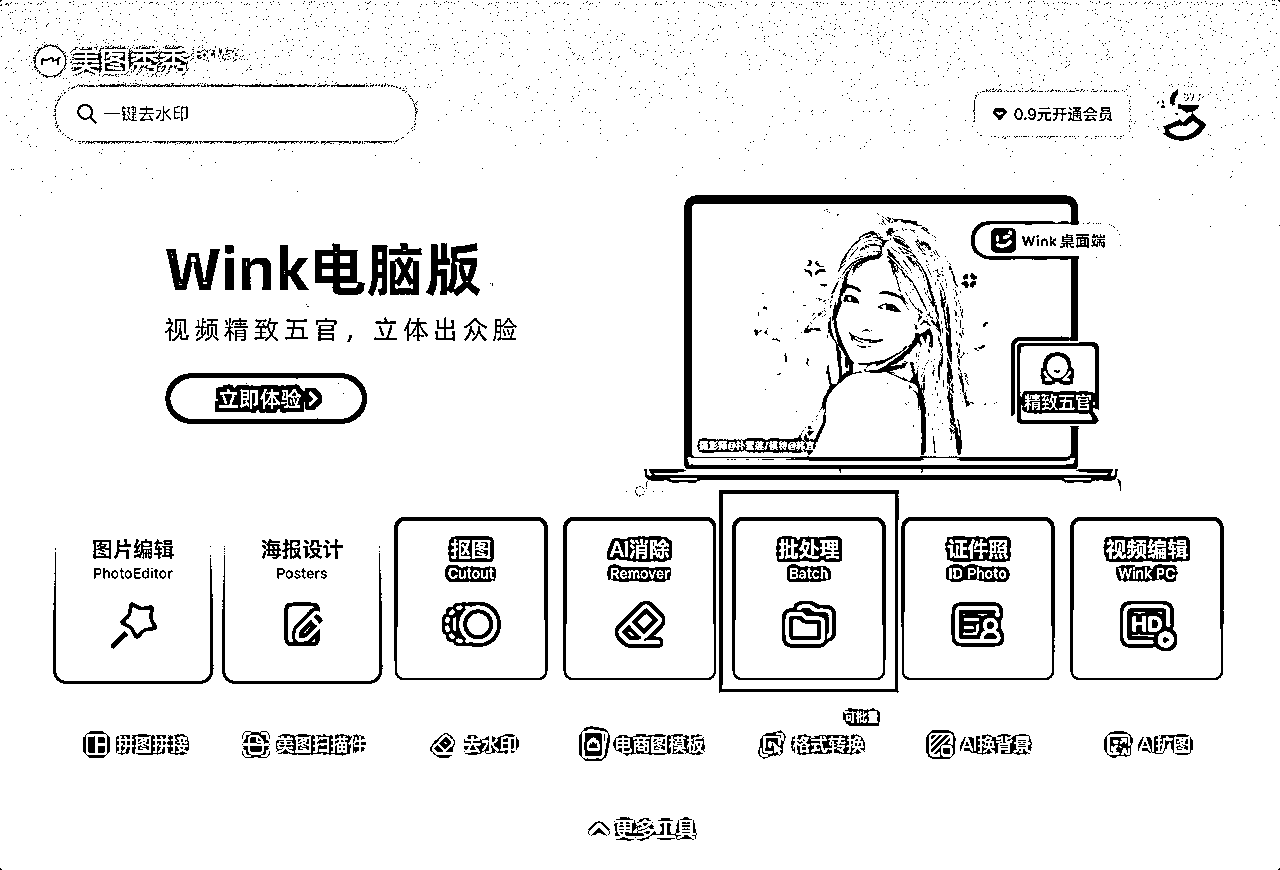 美图秀秀 For Mac
一键去水印
0.9元开通会员
Wink电脑版
视频精致五官，立体出众脸
立即体验
Wink 桌面端
精致五官
图片编辑
PhotoEditor
海报设计
Posters
抠图
Cutout
AI消除
Remover
批处理
Batch
证件照
ID Photo
视频编辑
Wink PC
HD
可批量
拼图拼接
美图扫描件
去水印
电商图模板
格式转换
AI换背景
AI扩图
更多工具